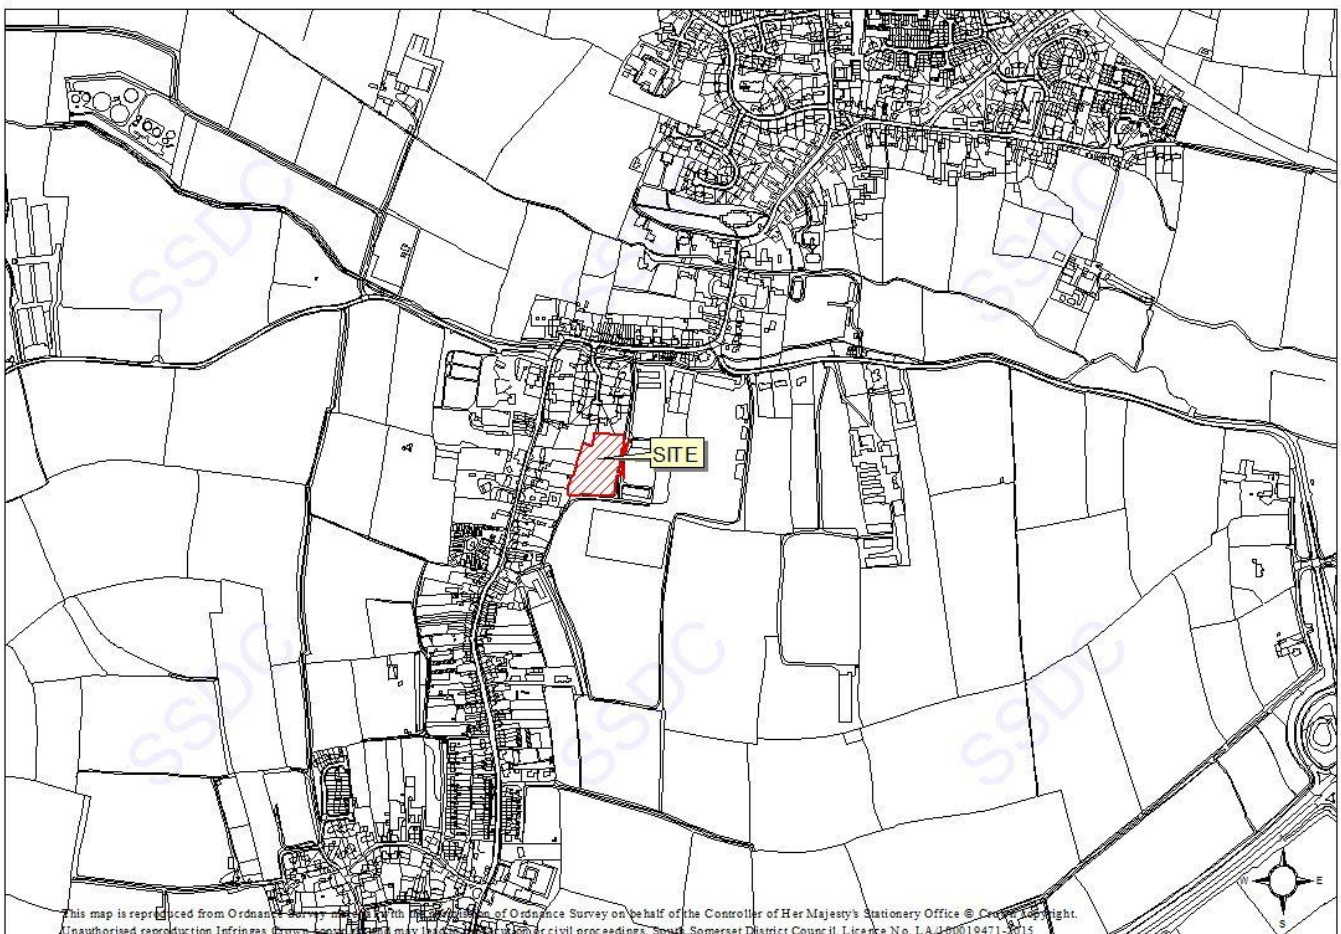 SSDC
SSDC
SSDC
SITE
SSDC
SSDC
SSDC
W E
S
This map is reproduced from Ordnance Survey material with the permission of Ordnance Survey on behalf of the Controller of Her Majesty's Stationery Office © Crown copyright.
Unauthorised reproduction Infringes Crown copyright and may lead to prosecution or civil proceedings. South Somerset District Council, Licence No. LA/100019471-2015